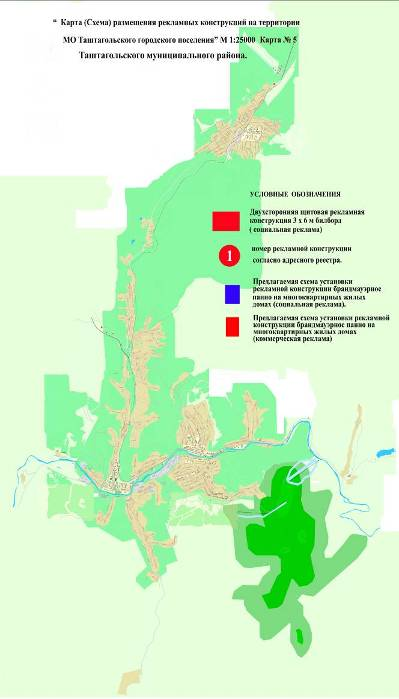 “ Карта (Схема) размещения рекламных конструкций на территории
МО Таштагольского городского поселения” М 1:25000 Карта № 5
Таштагольского муниципального района.
УСЛОВНЫЕ ОБОЗНАЧЕНИЯ
Двухсторонняя щитовая рекламная
конструкция 3 х 6 м билбора
( социальная реклама)
1
номер рекламной конструкции
согласно адресного реестра.
Предлагаемая схема установки
рекламной конструкции брандмауэрное
панно на многоквартирных жилых
домах (социальная реклама).
Предлагаемая схема установки рекламной
конструкции брандмауэрное панно на
многоквартирных жилых домах
(коммерческая реклама)